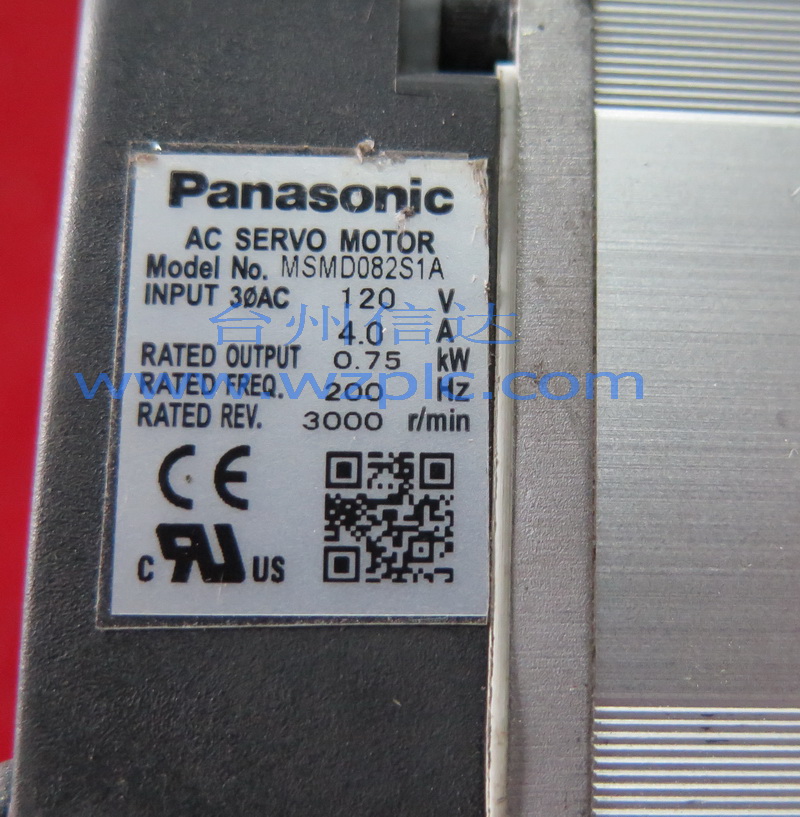 Panasonic
AC SERVO MOTOR
Model No. MSMD082S1A
INPUT 3ØAC 120 V
4.0 A
台州信达
RATED OUTPUT 0.75 kW
www.wzplc.com
RATED FREQ. 200 Hz
RATED REV. 3000 r/min
CE
C RU US